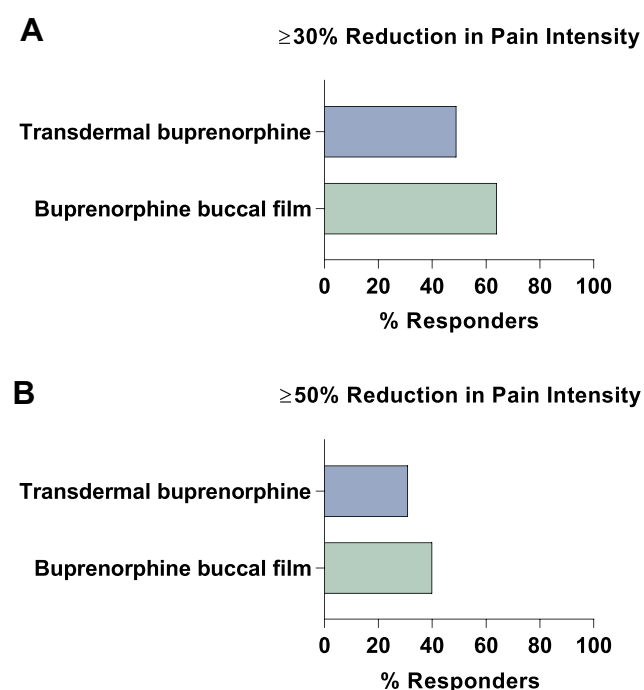 A
≥30% Reduction in Pain Intensity
Transdermal buprenorphine
Buprenorphine buccal film
0 20 40 60 80 100
% Responders
B
≥50% Reduction in Pain Intensity
Transdermal buprenorphine
Buprenorphine buccal film
0 20 40 60 80 100
% Responders